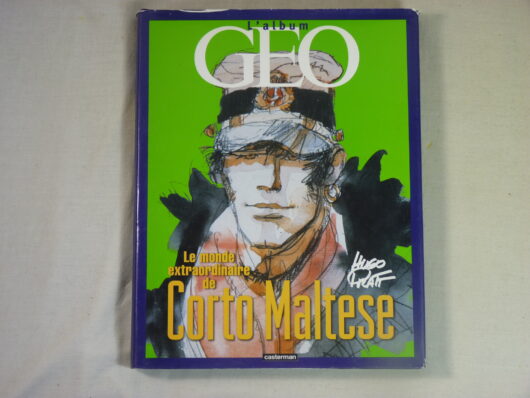 L'album
GEO
Le monde
extraordinaire
de
Corto Maltese
HUGO
PRATT
casterman